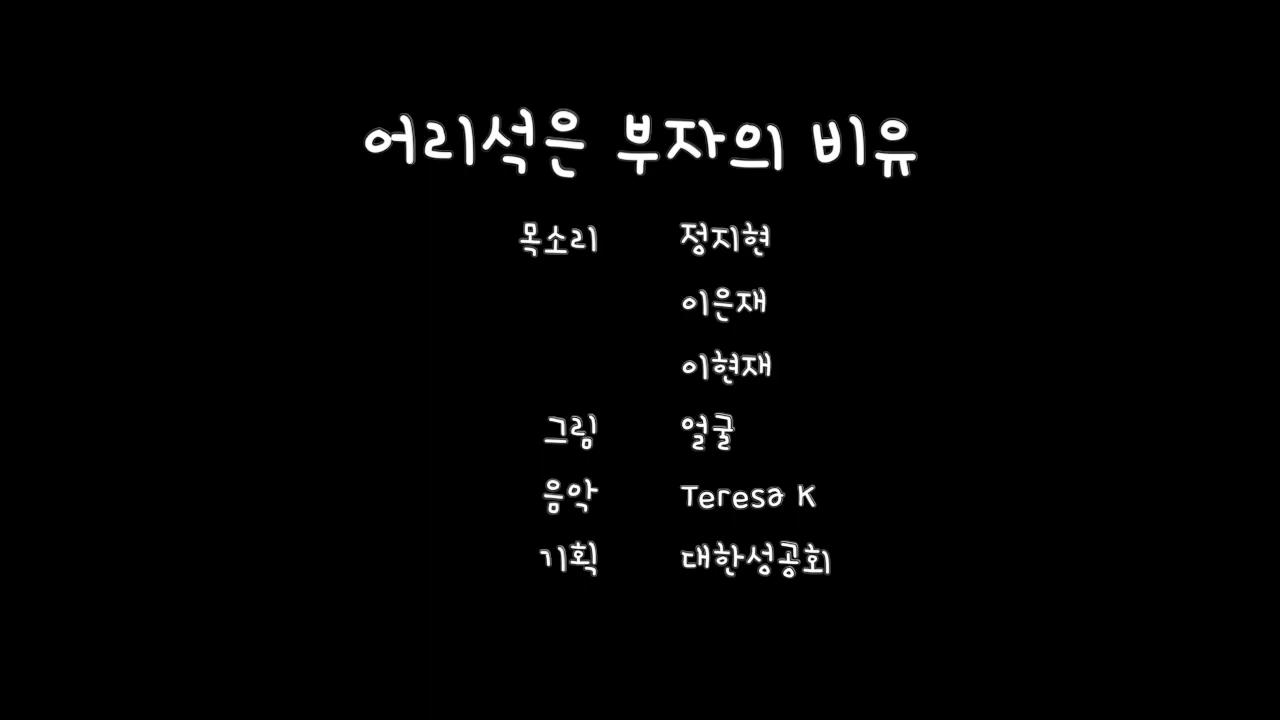 어리석은 부자의 비유
목소리 정지현
이은재
이현재
그림 얼굴
음악 Teresa K
기획 대한성공회